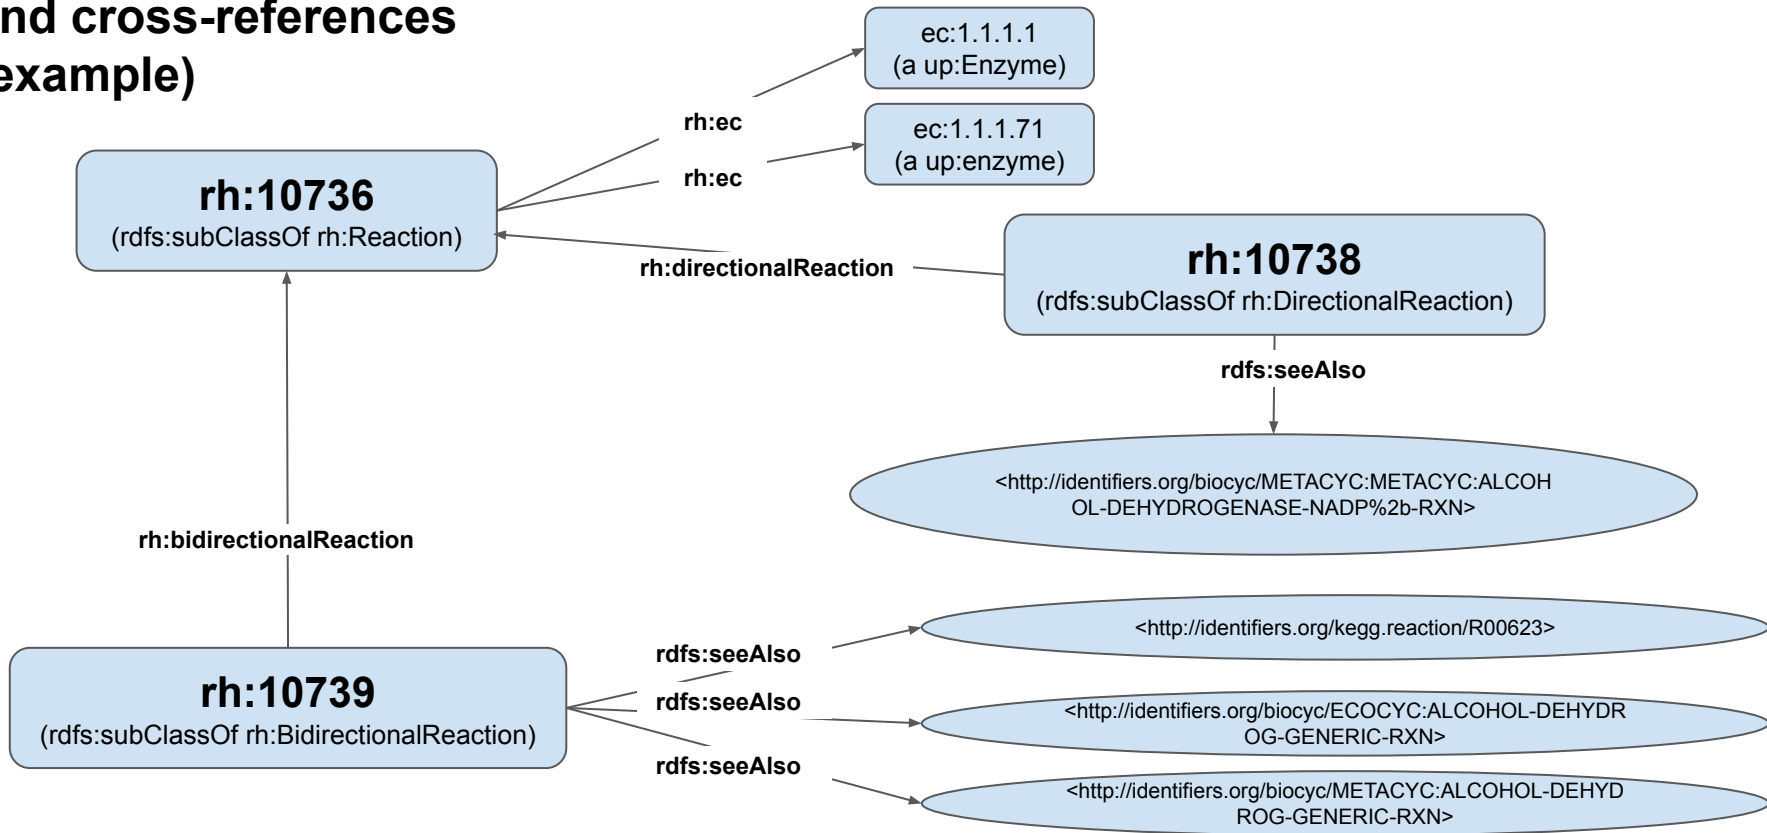 nd cross-references
example)
ec:1.1.1.1
(a up:Enzyme)
rh:ec
ec:1.1.1.71
(a up:enzyme)
rh:ec
rh:10736
(rdfs:subClassOf rh:Reaction)
rh:directionalReaction
rh:10738
(rdfs:subClassOf rh:DirectionalReaction)
rdfs:seeAlso
<http://identifiers.org/biocyc/METACYC:METACYC:ALCOH
OL-DEHYDROGENASE-NADP%2b-RXN>
rh:bidirectionalReaction
rh:10739
(rdfs:subClassOf rh:BidirectionalReaction)
rdfs:seeAlso
<http://identifiers.org/kegg.reaction/R00623>
rdfs:seeAlso
<http://identifiers.org/biocyc/ECOCYC:ALCOHOL-DEHYDR
OG-GENERIC-RXN>
rdfs:seeAlso
<http://identifiers.org/biocyc/METACYC:ALCOHOL-DEHYD
ROG-GENERIC-RXN>